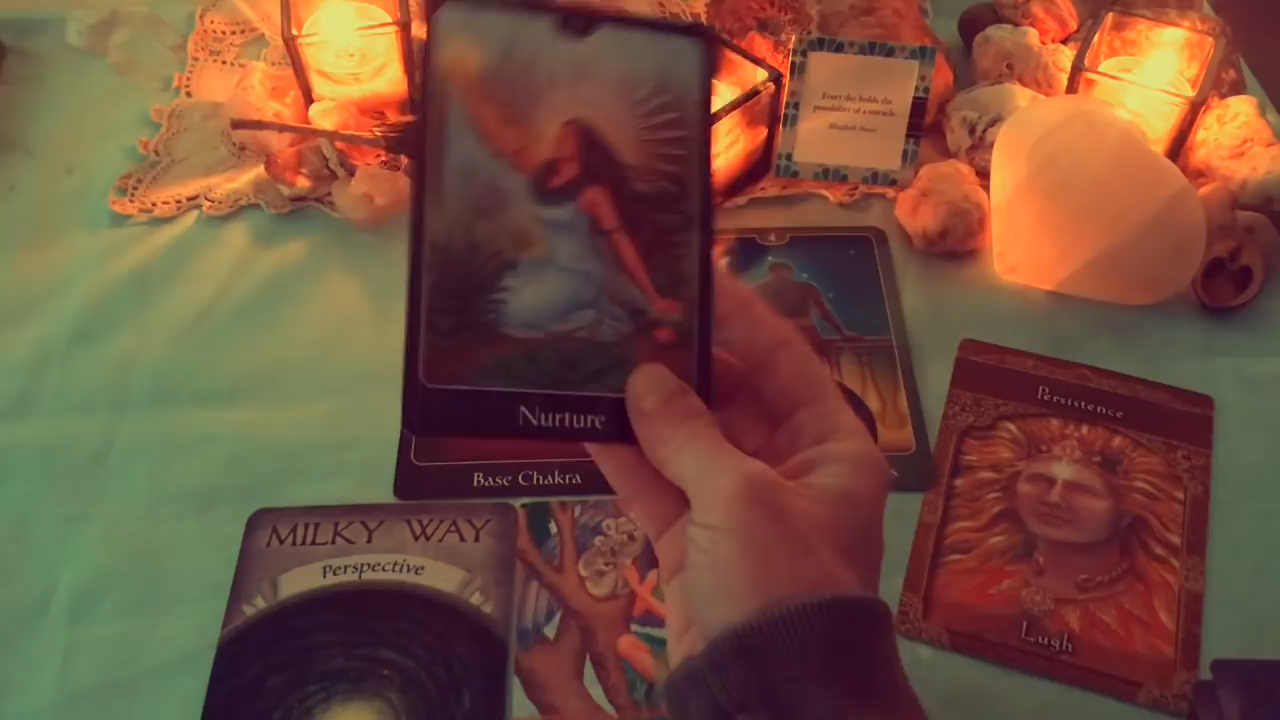 Every day holds the
possibility of a miracle.
Nurture
Base Chakra
MILKY WAY
Perspective
Persistence
Lugh